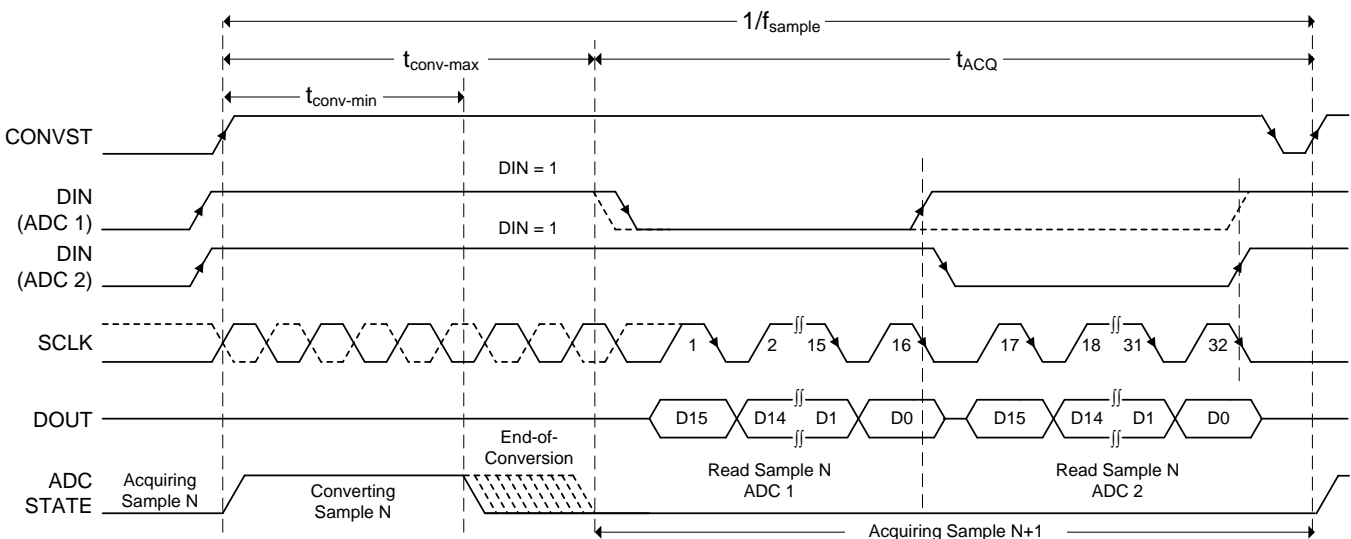 1/fsample
tconv-max
tACQ
tconv-min
CONVST
DIN = 1
DIN
(ADC 1)
DIN = 1
DIN
(ADC 2)
SCLK
1 2 15 16 17 18 31 32
DOUT
D15 D14 D1 D0 D15 D14 D1 D0
End-of-
Conversion
ADC
STATE
Acquiring
Sample N
Converting
Sample N
Read Sample N
ADC 1
Read Sample N
ADC 2
Acquiring Sample N+1